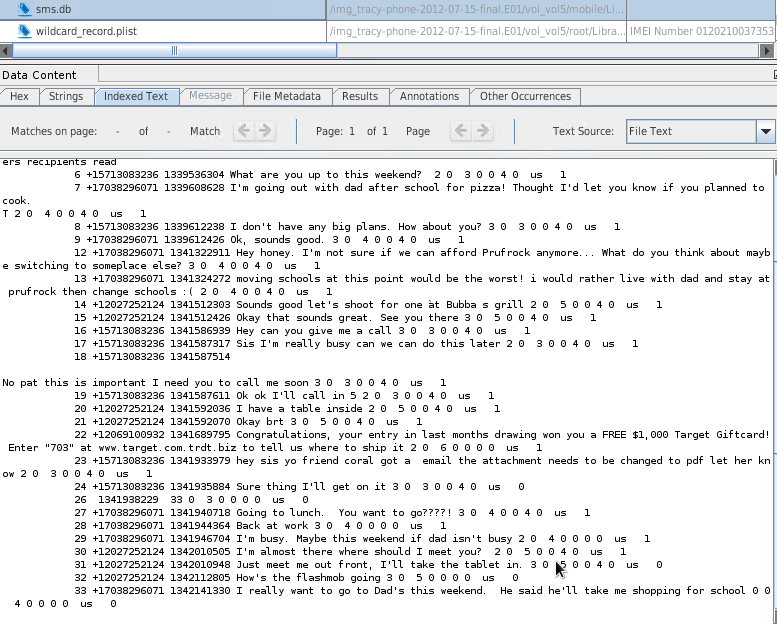 sms.db /img_tracy-phone-2012-07-15-final.E01/vol_vol5/mobile/Li...
wildcard_record.plist /img_tracy-phone-2012-07-15-final.E01/vol_vol5/root/Libra... IMEI Number 0120210037353
Data Content
Hex Strings Indexed Text Message File Metadata Results Annotations Other Occurrences
Matches on page: - of - Match Page: 1 of 1 Page Text Source: File Text
ers recipients read
6 +15713083236 1339536304 What are you up to this weekend? 2 0 3 0 0 4 0 us 1
7 +17038296071 1339608628 I'm going out with dad after school for pizza! Thought I'd let you know if you planned to
cook.
T 2 0 4 0 0 4 0 us 1
8 +15713083236 1339612238 I don't have any big plans. How about you? 3 0 3 0 0 4 0 us 1
9 +17038296071 1339612426 Ok, sounds good. 3 0 4 0 0 4 0 us 1
12 +17038296071 1341322911 Hey honey. I'm not sure if we can afford Prufrock anymore... What do you think about mayb
e switching to someplace else? 3 0 4 0 0 4 0 us 1
13 +17038296071 1341324272 moving schools at this point would be the worst! i would rather live with dad and stay at
prufrock then change schools :( 2 0 4 0 0 4 0 us 1
14 +12027252124 1341512303 Sounds good let's shoot for one at Bubba s grill 2 0 5 0 0 4 0 us 1
15 +12027252124 1341512426 Okay that sounds great. See you there 3 0 5 0 0 4 0 us 1
16 +15713083236 1341586939 Hey can you give me a call 3 0 3 0 0 4 0 us 1
17 +15713083236 1341587317 Sis I'm really busy can we can do this later 2 0 3 0 0 4 0 us 1
18 +15713083236 1341587514
No pat this is important I need you to call me soon 3 0 3 0 0 4 0 us 1
19 +15713083236 1341587611 Ok ok I'll call in 5 2 0 3 0 0 4 0 us 1
20 +12027252124 1341592036 I have a table inside 2 0 5 0 0 4 0 us 1
21 +12027252124 1341592070 Okay brt 3 0 5 0 0 4 0 us 1
22 +12069100932 1341689795 Congratulations, your entry in last months drawing won you a FREE $1,000 Target Giftcard!
Enter "703" at www.target.com.trdt.biz to tell us where to ship it 2 0 6 0 0 0 0 us 1
23 +15713083236 1341933979 hey sis yo friend coral got a email the attachment needs to be changed to pdf let her kn
ow 2 0 3 0 0 4 0 us 1
24 +15713083236 1341935884 Sure thing I'll get on it 3 0 3 0 0 4 0 us 0
26 1341938229 33 0 3 0 0 0 0 us 0
27 +17038296071 1341940718 Going to lunch. You want to go????! 3 0 4 0 0 4 0 us 1
28 +17038296071 1341944364 Back at work 3 0 4 0 0 0 0 us 1
29 +17038296071 1341946704 I'm busy. Maybe this weekend if dad isn't busy 2 0 4 0 0 0 0 us 1
30 +12027252124 1342010505 I'm almost there where should I meet you? 2 0 5 0 0 4 0 us 1
31 +12027252124 1342010948 Just meet me out front, I'll take the tablet in. 3 0 5 0 0 4 0 us 0
32 +12027252124 1342112805 How's the flashmob going 3 0 5 0 0 0 0 us 0
33 +17038296071 1342141330 I really want to go to Dad's this weekend. He said he'll take me shopping for school 0 0
4 0 0 0 0 us 0